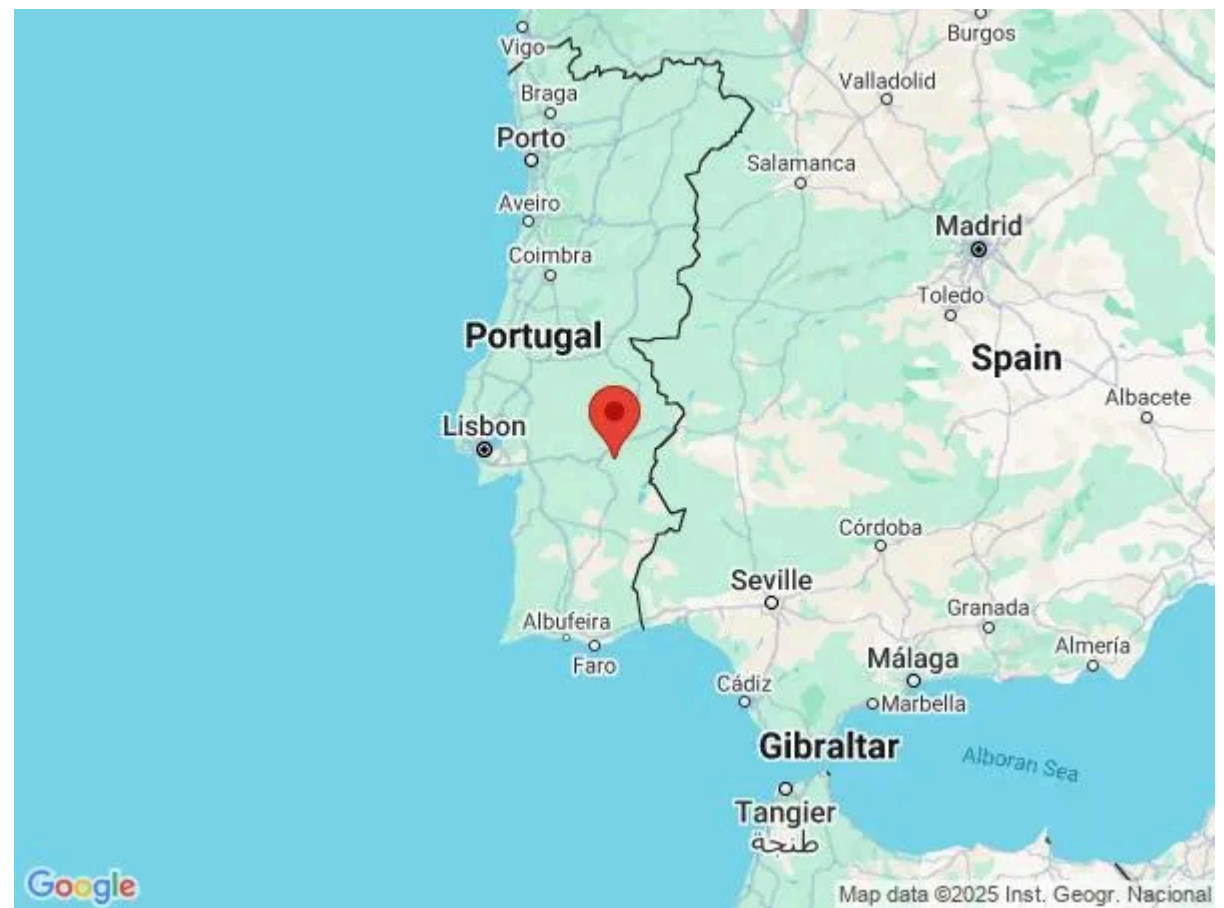 Burgos
Vigo
Valladolid
Braga
Porto
Salamanca
Aveiro
Madrid
Coimbra
Toledo
Portugal
Spain
Albacete
Lisbon
Córdoba
Seville
Granada
Albufeira
Almería
Faro
Málaga
Cádiz
Marbella
Gibraltar
Alboran Sea
Tangier
طنجة
Google
Map data ©2025 Inst. Geogr. Nacional